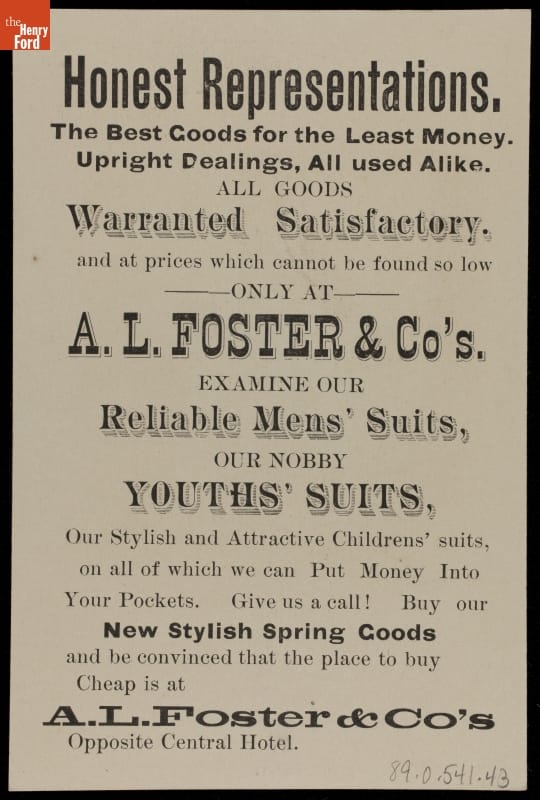 the
Henry
Ford
Honest Representations.
The Best Goods for the Least Money.
Upright Dealings, All used Alike.
ALL GOODS
Warranted Satisfactory.
and at prices which cannot be found so low
ONLY AT
A. L. FOSTER & Co's.
EXAMINE OUR
Reliable Mens' Suits,
OUR NOBBY
YOUTHS' SUITS,
Our Stylish and Attractive Childrens' suits,
on all of which we can Put Money Into
Your Pockets. Give us a call! Buy our
New Stylish Spring Goods
and be convinced that the place to buy
Cheap is at
A.L.Foster & Co's
Opposite Central Hotel.
89.0.541.43